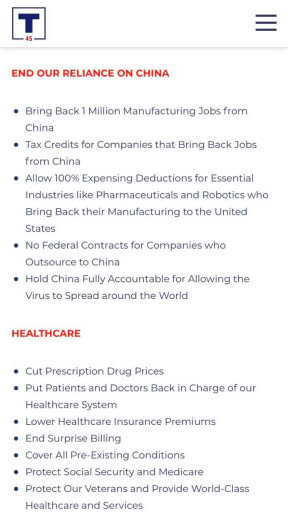 T
45
END OUR RELIANCE ON CHINA
Bring Back 1 Million Manufacturing Jobs from
China
Tax Credits for Companies that Bring Back Jobs
from China
Allow 100% Expensing Deductions for Essential
Industries like Pharmaceuticals and Robotics who
Bring Back their Manufacturing to the United
States
No Federal Contracts for Companies who
Outsource to China
Hold China Fully Accountable for Allowing the
Virus to Spread around the World
HEALTHCARE
Cut Prescription Drug Prices
Put Patients and Doctors Back in Charge of our
Healthcare System
Lower Healthcare Insurance Premiums
End Surprise Billing
Cover All Pre-Existing Conditions
Protect Social Security and Medicare
Protect Our Veterans and Provide World-Class
Healthcare and Services